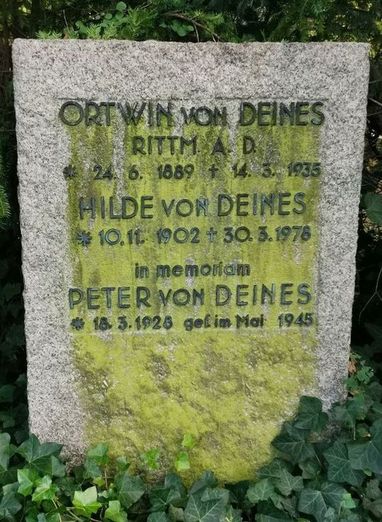 ORTWIN VON DEINES
RITTM. A. D.
* 24. 6. 1889 † 14. 3. 1935
HILDE VON DEINES
* 10. 11. 1902 † 30. 3. 1978
in memoriam
PETER VON DEINES
* 18. 3. 1928 gef. im Mai 1945